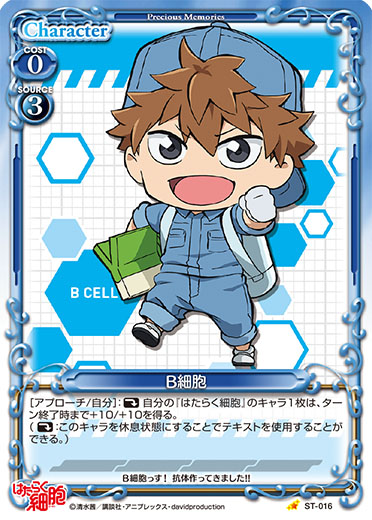 Precious Memories
Character
COST
0
SOURCE
3
B CELL
B細胞
[アプローチ/自分]: 自分の『はたらく細胞』のキャラ1枚は、ター
ン終了時まで+10/+10を得る。
( :このキャラを休息状態にすることでテキストを使用することが
できる。)
B細胞っす! 抗体作ってきました!!
はたらく
細胞
©清水茜/講談社・アニプレックス・davidproduction
ST-016